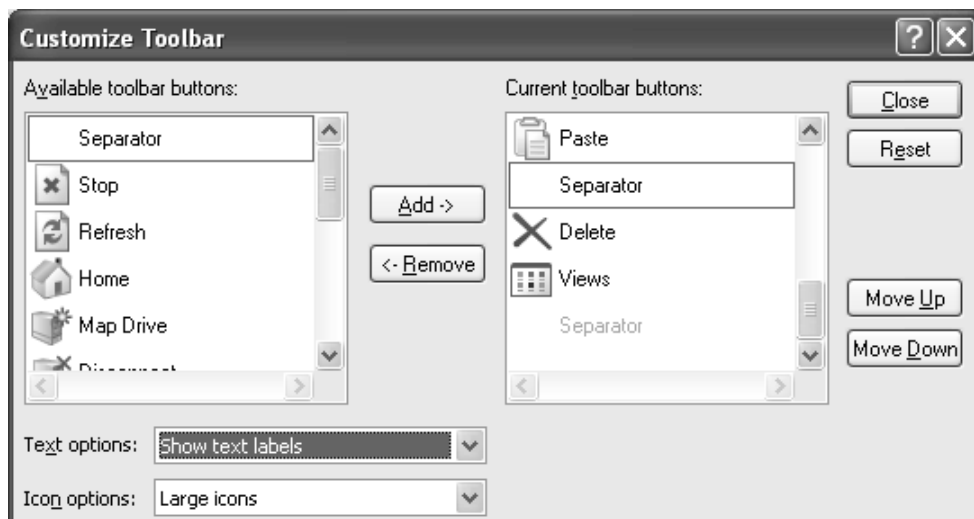 Customize Toolbar
Available toolbar buttons:
Current toolbar buttons:
Close
Reset
Separator
Stop
Refresh
Home
Map Drive
Disconnect
Add ->
<- Remove
Paste
Separator
Delete
Views
Separator
Move Up
Move Down
Text options:
Show text labels
Icon options:
Large icons